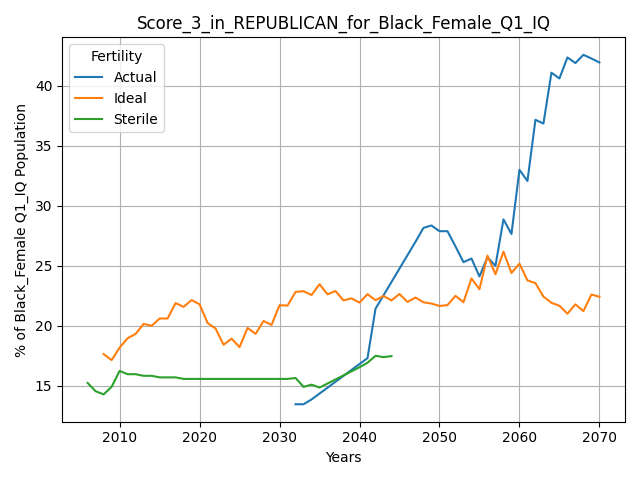 Score_3_in_REPUBLICAN_for_Black_Female_Q1_IQ
Fertility
Actual
Ideal
Sterile
% of Black_Female Q1_IQ Population
40
35
30
25
20
15
2010 2020 2030 2040 2050 2060 2070
Years